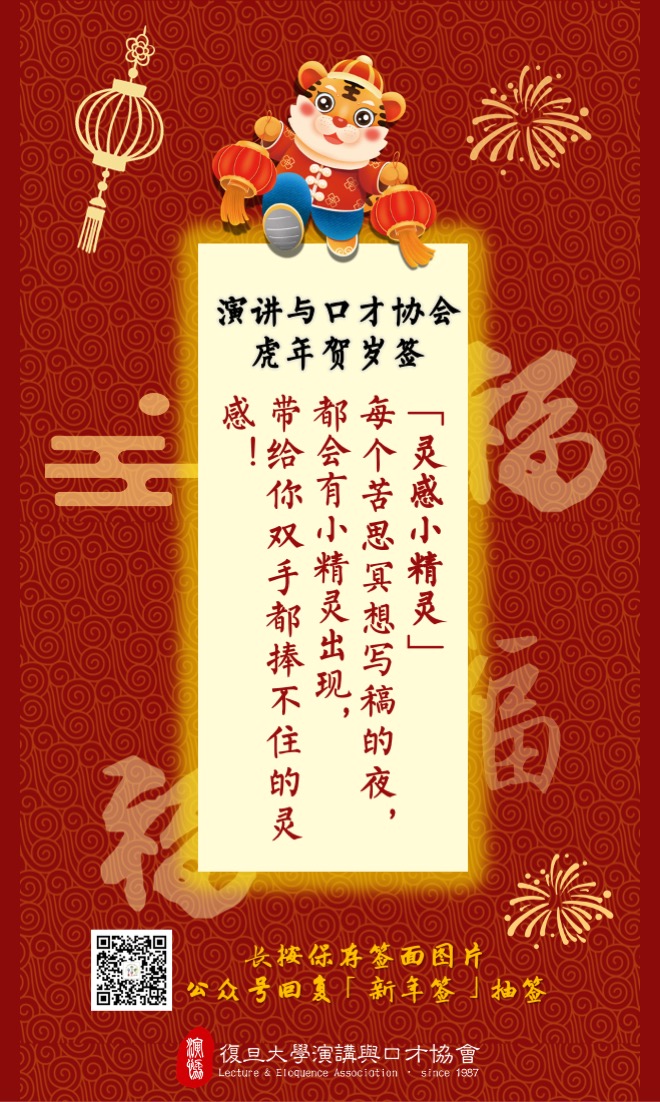 演讲与口才协会
虎年贺岁签
「灵感小精灵」
每个苦思冥想写稿的夜，
都会有小精灵出现，
带给你双手都捧不住的灵
感！
福
福
福
长按保存签面图片
公众号回复「新年签」抽签
演協
復旦大學演講與口才協會
Lecture & Eloquence Association · since 1987